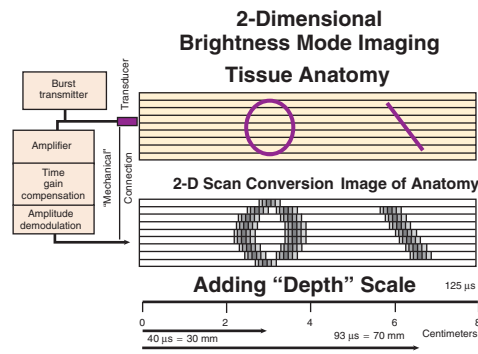 2-Dimensional
Brightness Mode Imaging
Tissue Anatomy
Burst
transmitter
Transducer
Amplifier
Time
gain
compensation
Amplitude
demodulation
"Mechanical"
Connection
2-D Scan Conversion Image of Anatomy
Adding “Depth” Scale
125 µs
0 2 4 6 8
40 µs = 30 mm
93 µs = 70 mm
Centimeters